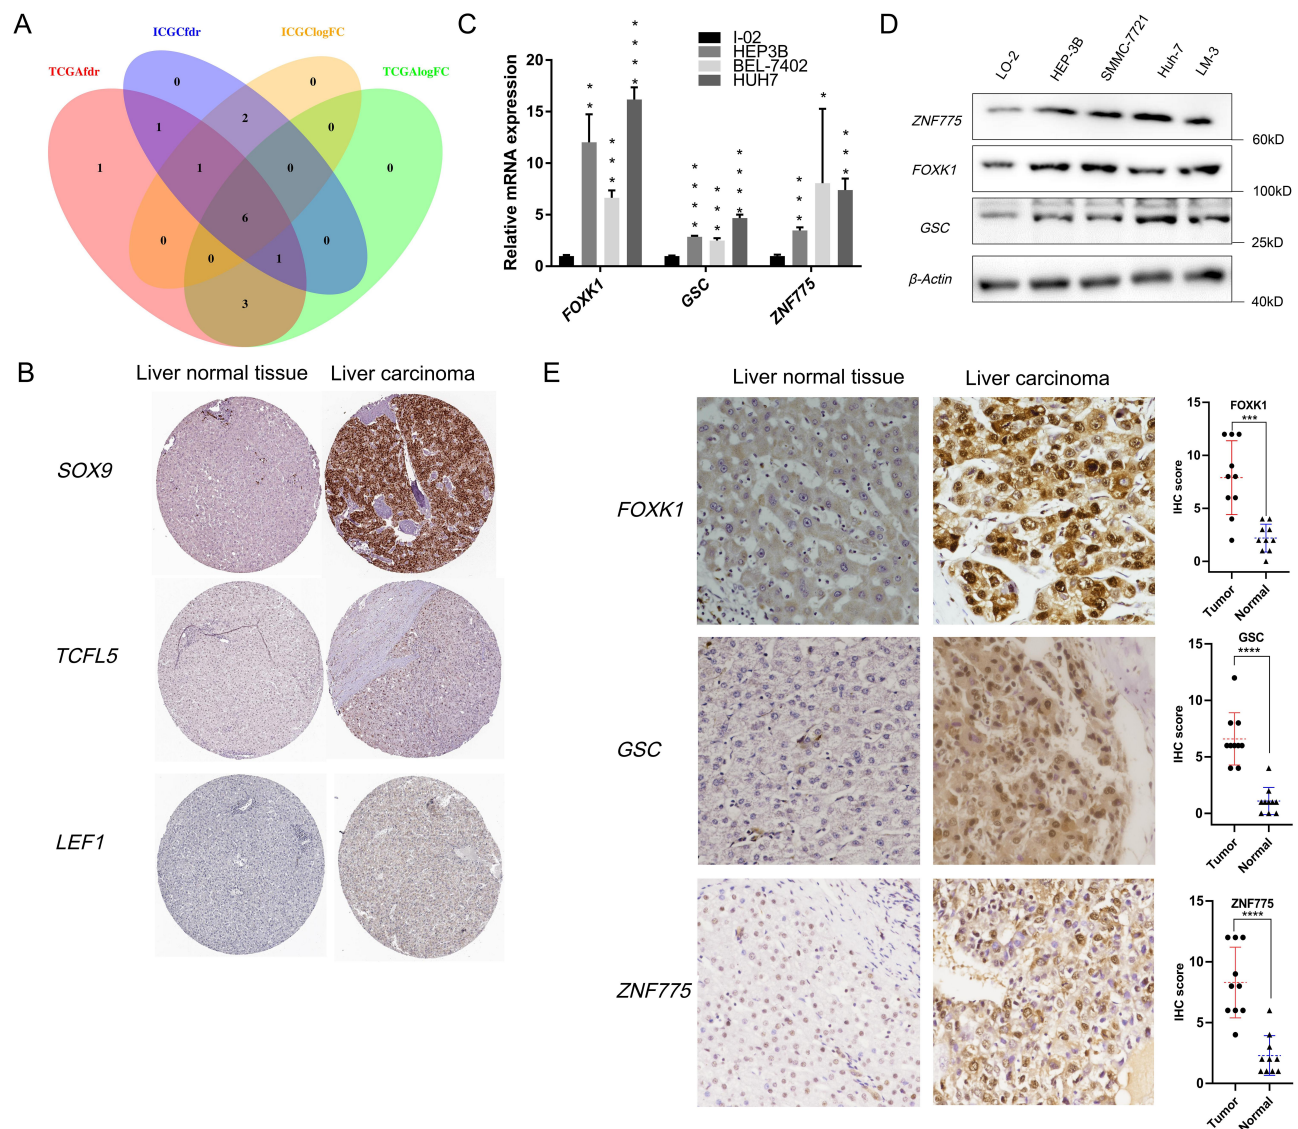 A
ICGCfdr
ICGClogFC
TCGAfdr
TCGAlogFC
0
0
1
2
0
1
1
0
0
6
0
0
0
1
3
C
Relative mRNA expression
20
15
10
5
0
I-02
HEP3B
BEL-7402
HUH7
* *
* * *
* * * *
* * * *
* * *
* * * *
* * *
*
* * *
FOXK1
GSC
ZNF775
D
LO-2
HEP-3B
SMMC-7721
Huh-7
LM-3
ZNF775
60kD
FOXK1
100kD
GSC
25kD
β-Actin
40kD
B
Liver normal tissue
Liver carcinoma
SOX9
TCFL5
LEF1
E
Liver normal tissue
Liver carcinoma
FOXK1
FOXK1
***
IHC score
15
10
5
0
Tumor
Normal
GSC
GSC
****
IHC score
15
10
5
0
Tumor
Normal
ZNF775
ZNF775
****
IHC score
15
10
5
0
Tumor
Normal